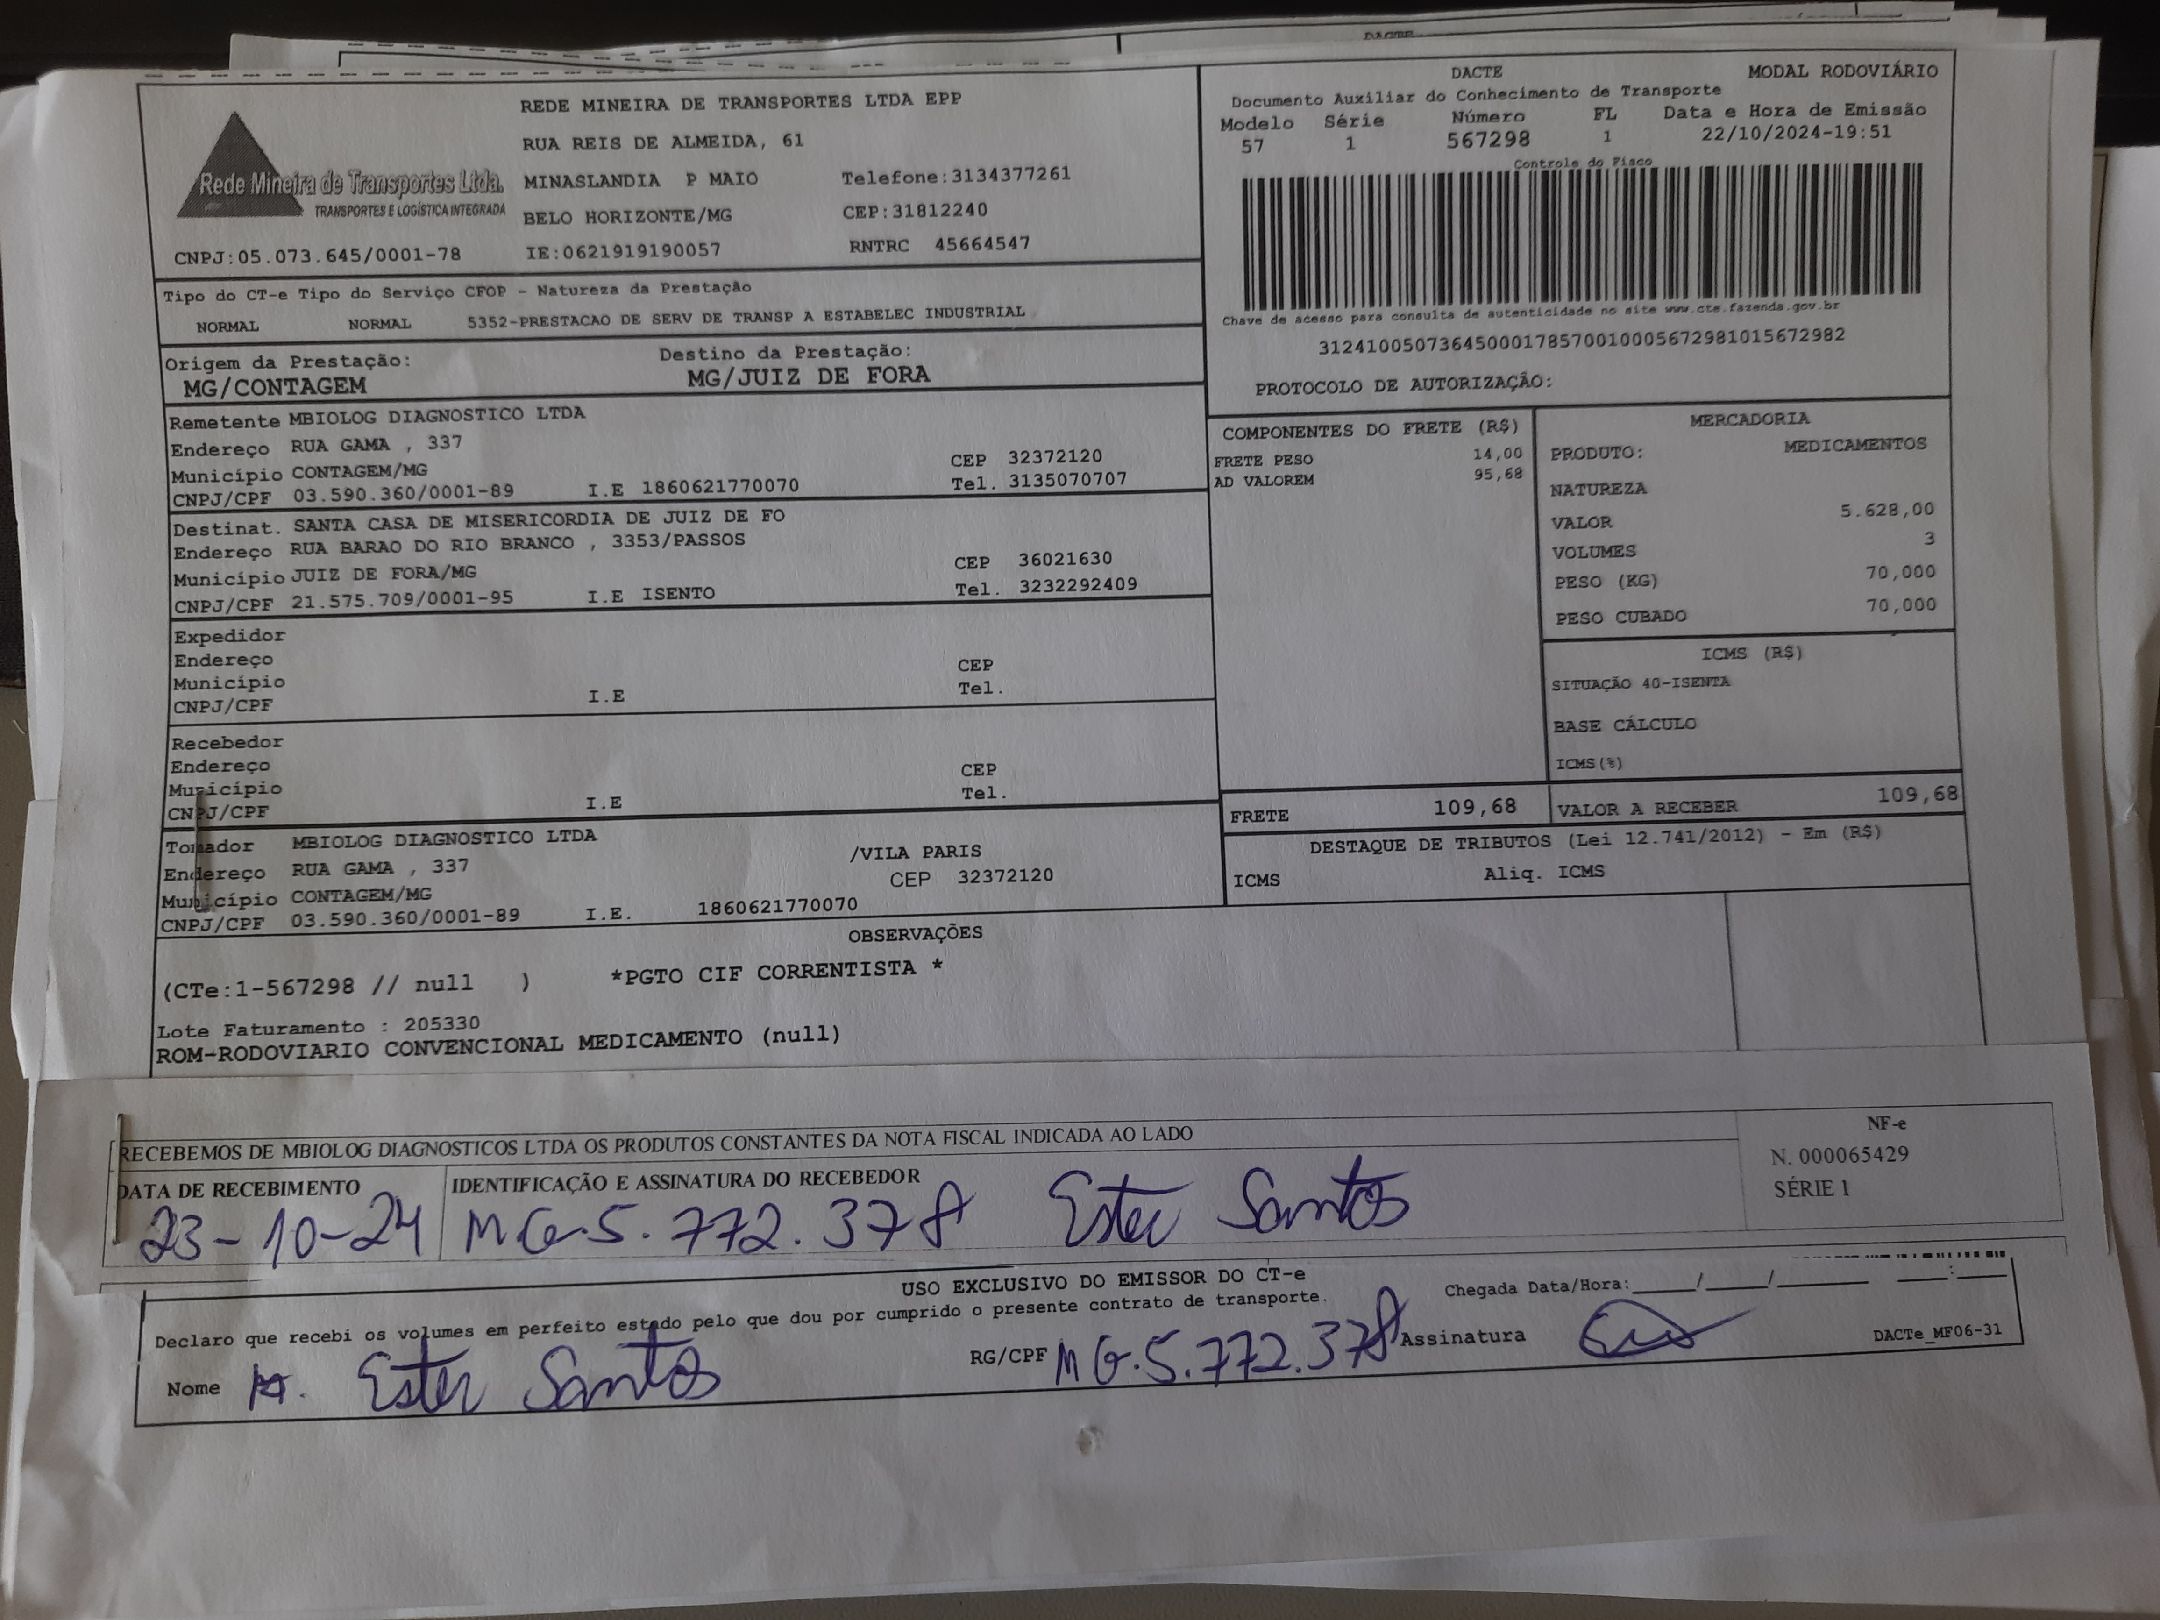 DACTE
Rede Mineira de Transportes Ltda.
TRANSPORTES E LOGÍSTICA INTEGRADA
CNPJ:05.073.645/0001-78
REDE MINEIRA DE TRANSPORTES LTDA EPP
RUA REIS DE ALMEIDA, 61
MINASLANDIA P MAIO Telefone:3134377261
BELO HORIZONTE/MG CEP:31812240
IE:0621919190057 RNTRC 45664547
DACTE MODAL RODOVIÁRIO
Documento Auxiliar do Conhecimento de Transporte
Modelo Série Número FL Data e Hora de Emissão
57 1 567298 1 22/10/2024-19:51
Controle do Fisco
Chave de acesso para consulta de autenticidade no site www.cte.fazenda.gov.br
31241005073645000178570010005672981015672982
PROTOCOLO DE AUTORIZAÇÃO:
Tipo do CT-e Tipo do Serviço CFOP - Natureza da Prestação
NORMAL NORMAL 5352-PRESTACAO DE SERV DE TRANSP A ESTABELEC INDUSTRIAL
Origem da Prestação: Destino da Prestação:
MG/CONTAGEM MG/JUIZ DE FORA
Remetente MBIOLOG DIAGNOSTICO LTDA
Endereço RUA GAMA , 337
Município CONTAGEM/MG CEP 32372120
CNPJ/CPF 03.590.360/0001-89 I.E 1860621770070 Tel. 3135070707
Destinat. SANTA CASA DE MISERICORDIA DE JUIZ DE FO
Endereço RUA BARAO DO RIO BRANCO , 3353/PASSOS
Município JUIZ DE FORA/MG CEP 36021630
CNPJ/CPF 21.575.709/0001-95 I.E ISENTO Tel. 3232292409
Expedidor
Endereço
Município CEP
CNPJ/CPF I.E Tel.
Recebedor
Endereço
Município CEP
CNPJ/CPF I.E Tel.
Tomador MBIOLOG DIAGNOSTICO LTDA
Endereço RUA GAMA , 337 /VILA PARIS
Município CONTAGEM/MG CEP 32372120
CNPJ/CPF 03.590.360/0001-89 I.E. 1860621770070
COMPONENTES DO FRETE (R$)
FRETE PESO 14,00
AD VALOREM 95,68
MERCADORIA
PRODUTO: MEDICAMENTOS
NATUREZA
VALOR 5.628,00
VOLUMES 3
PESO (KG) 70,000
PESO CUBADO 70,000
ICMS (R$)
SITUAÇÃO 40-ISENTA
BASE CÁLCULO
ICMS(%)
FRETE 109,68 VALOR A RECEBER 109,68
DESTAQUE DE TRIBUTOS (Lei 12.741/2012) - Em (R$)
ICMS Aliq. ICMS
OBSERVAÇÕES
(CTe:1-567298 // null ) *PGTO CIF CORRENTISTA *
Lote Faturamento : 205330
ROM-RODOVIARIO CONVENCIONAL MEDICAMENTO (null)
RECEBEMOS DE MBIOLOG DIAGNOSTICOS LTDA OS PRODUTOS CONSTANTES DA NOTA FISCAL INDICADA AO LADO
NF-e
N. 000065429
SÉRIE 1
DATA DE RECEBIMENTO IDENTIFICAÇÃO E ASSINATURA DO RECEBEDOR
23-10-24 MG.5.772.378 Ester Santos
USO EXCLUSIVO DO EMISSOR DO CT-e
Chegada Data/Hora:_____/_____/_______ ____:____
Declaro que recebi os volumes em perfeito estado pelo que dou por cumprido o presente contrato de transporte.
Nome Ester Santos RG/CPF MG.5.772.378 Assinatura DACTe_MF06-31